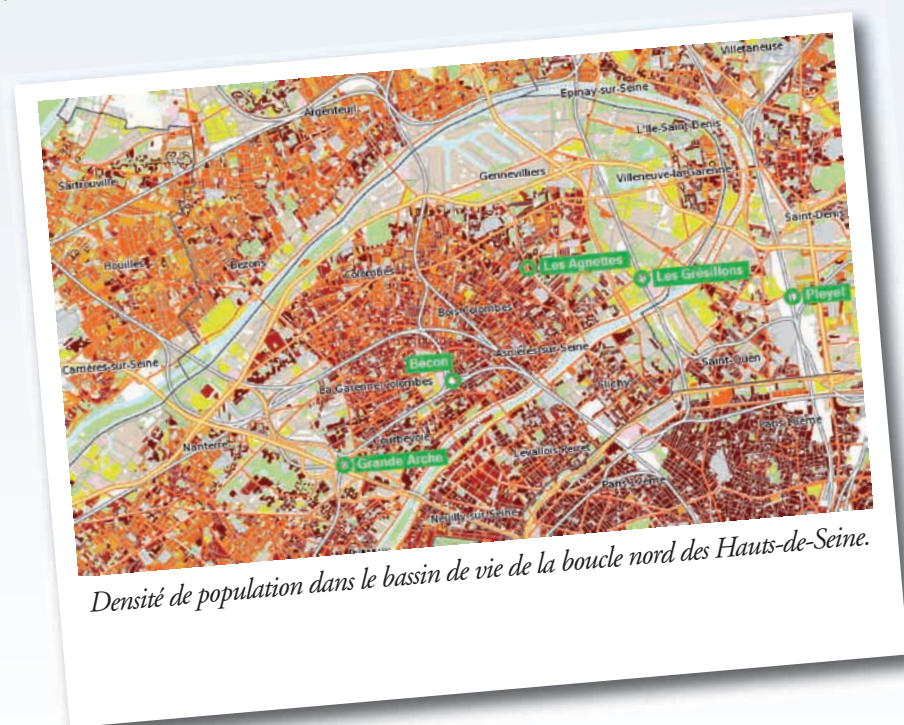 Villetaneuse
Epinay-sur-Seine
Argenteuil
L'Ile-Saint-Denis
Gennevilliers
Villeneuve-la-Garenne
Sartrouville
Saint-Denis
Houilles
Bezons
Colombes
Les Agnettes
Les Grésillons
Pleyel
Bois-Colombes
Asnières-sur-Seine
Carrières-sur-Seine
Bécon
Saint-Ouen
La Garenne-Colombes
Clichy
Nanterre
Courbevoie
Grande Arche
Levallois-Perret
Neuilly-sur-Seine
Densité de population dans le bassin de vie de la boucle nord des Hauts-de-Seine.